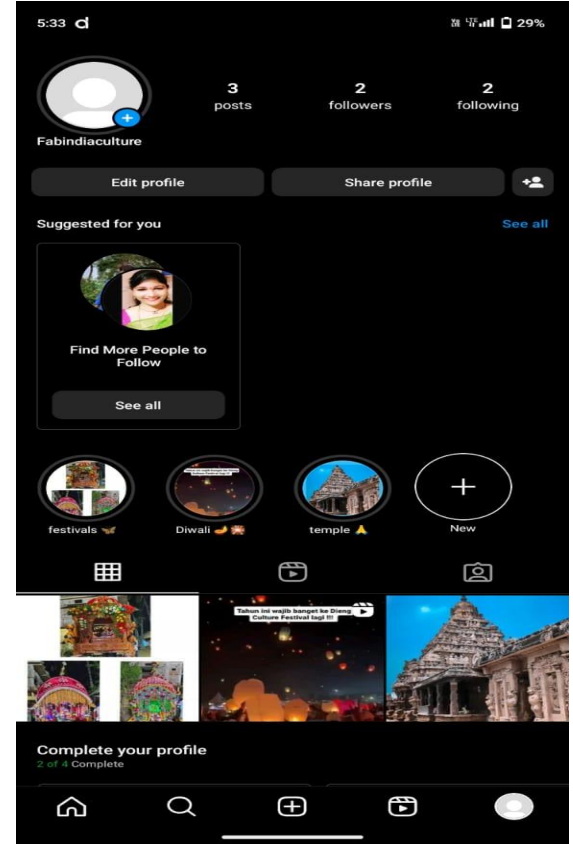 5:33 d
29%
3 2 2
posts followers following
Fabindiaculture
Edit profile Share profile
Suggested for you See all
Find More People to
Follow
See all
festivals 🦋 Diwali 🪔🎇 temple 🙏 New
Tahun ini wajib banget ke Dieng
Culture Festival lagi !!!
Complete your profile
2 of 4 Complete